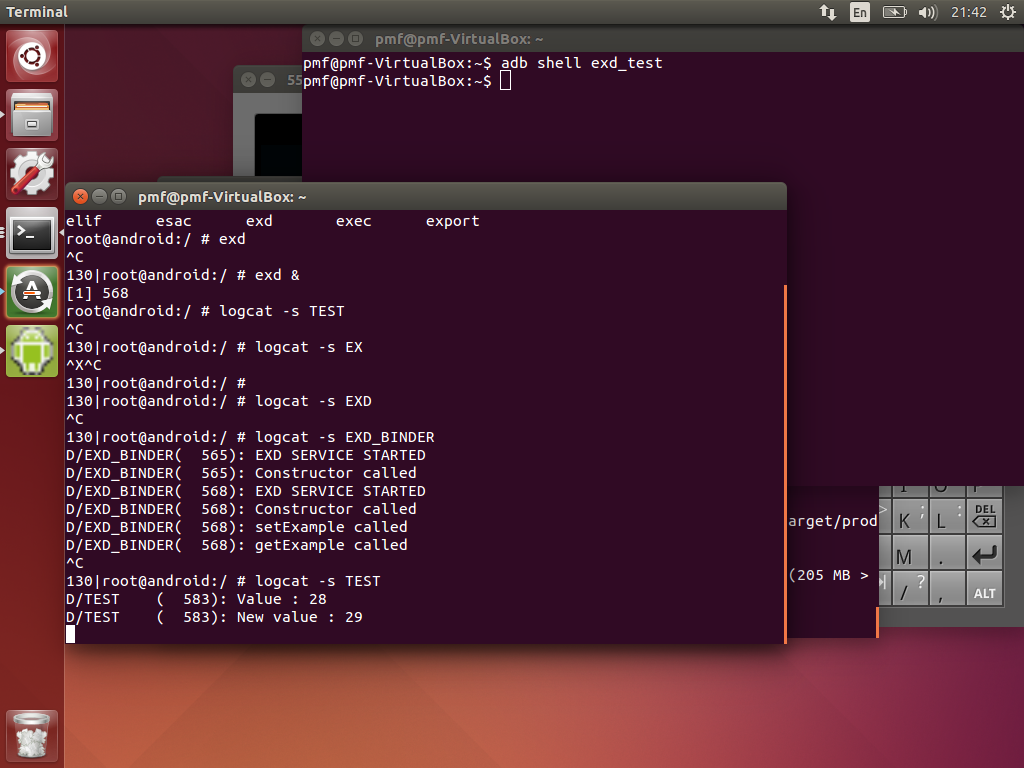 Terminal
En
21:42
pmf@pmf-VirtualBox: ~
pmf@pmf-VirtualBox:~$ adb shell exd_test
pmf@pmf-VirtualBox:~$
55
pmf@pmf-VirtualBox: ~
elif esac exd exec export
root@android:/ # exd
^C
130|root@android:/ # exd &
[1] 568
root@android:/ # logcat -s TEST
^C
130|root@android:/ # logcat -s EX
^X^C
130|root@android:/ #
130|root@android:/ # logcat -s EXD
^C
130|root@android:/ # logcat -s EXD_BINDER
D/EXD_BINDER(  565): EXD SERVICE STARTED
D/EXD_BINDER(  565): Constructor called
D/EXD_BINDER(  568): EXD SERVICE STARTED
D/EXD_BINDER(  568): Constructor called
D/EXD_BINDER(  568): setExample called
D/EXD_BINDER(  568): getExample called
^C
130|root@android:/ # logcat -s TEST
D/TEST    (  583): Value : 28
D/TEST    (  583): New value : 29
arget/prod
(205 MB >
K ; L : DEL
M .
/ ? , ALT